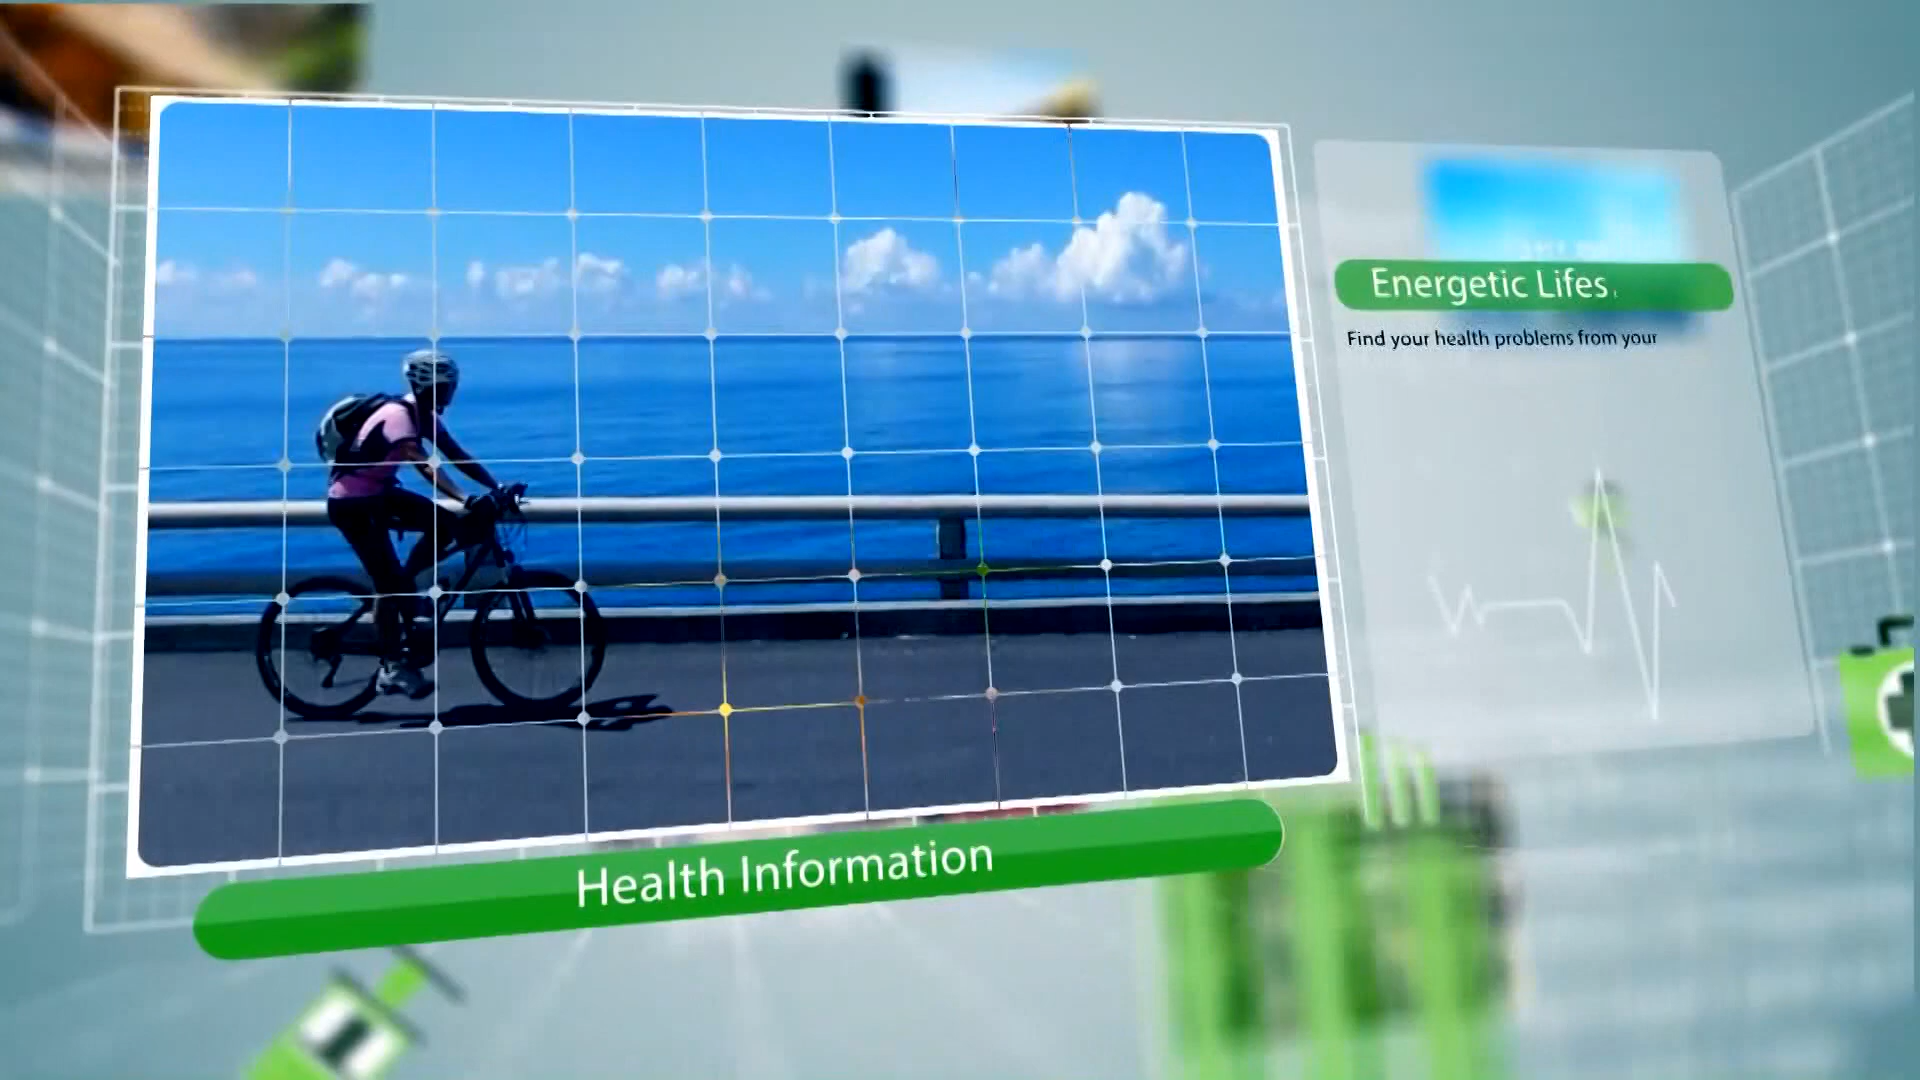 Energetic Lifes
Find your health problems from your
Health Information